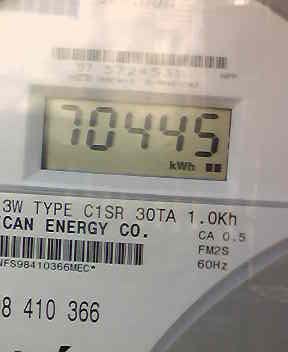 70445
kWh
3W TYPE C1SR 30TA 1.0Kh
CAN ENERGY CO.
CA 0.5
FM2S
60Hz
NFS98410366MEC*
8 410 366